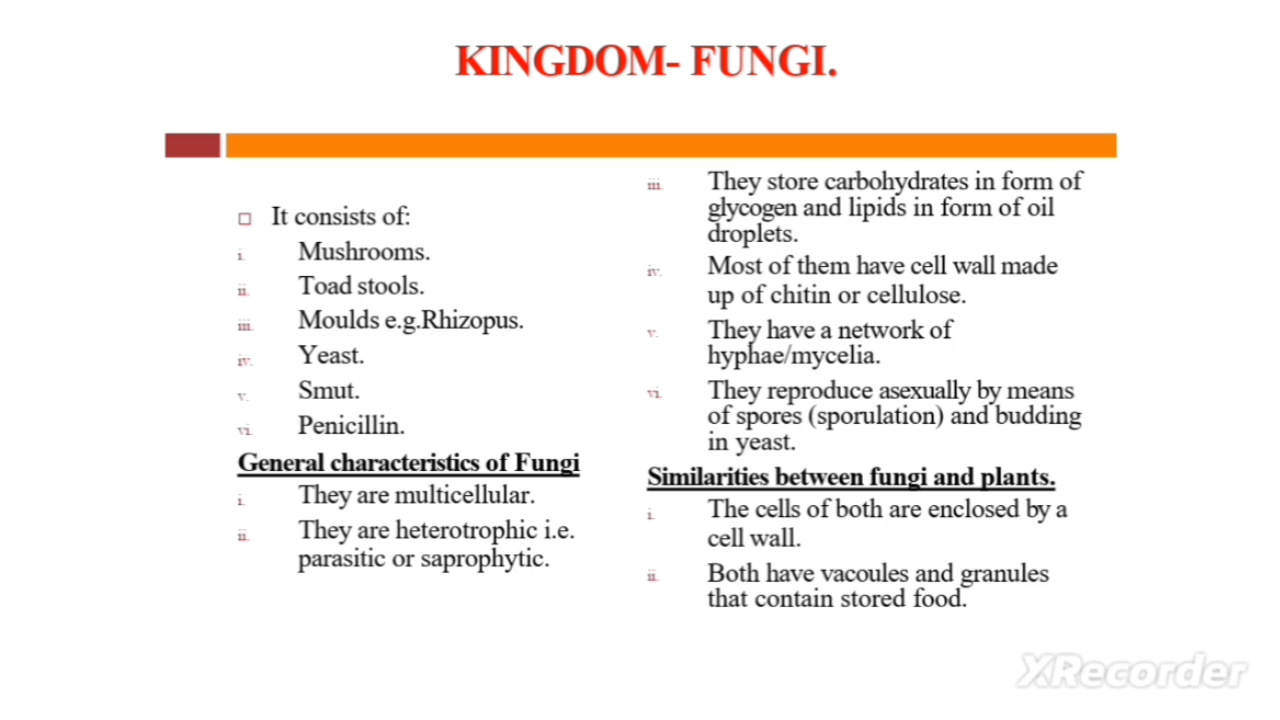 KINGDOM- FUNGI.
□ It consists of:
i. Mushrooms.
ii. Toad stools.
iii. Moulds e.g.Rhizopus.
iv. Yeast.
v. Smut.
vi. Penicillin.
General characteristics of Fungi
i. They are multicellular.
ii. They are heterotrophic i.e.
parasitic or saprophytic.
iii. They store carbohydrates in form of
glycogen and lipids in form of oil
droplets.
iv. Most of them have cell wall made
up of chitin or cellulose.
v. They have a network of
hyphae/mycelia.
vi. They reproduce asexually by means
of spores (sporulation) and budding
in yeast.
Similarities between fungi and plants.
i. The cells of both are enclosed by a
cell wall.
ii. Both have vacoules and granules
that contain stored food.
XRecorder